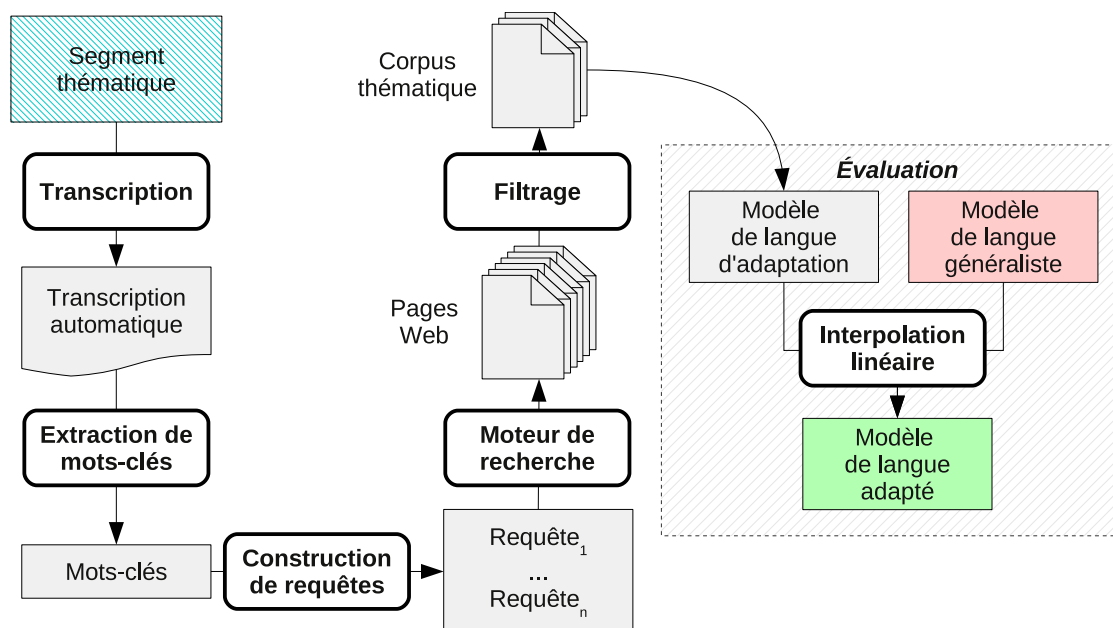 Segment
thématique
Transcription
Transcription
automatique
Extraction de
mots-clés
Mots-clés
Construction
de requêtes
Requête1
...
Requêten
Moteur de
recherche
Pages
Web
Filtrage
Corpus
thématique
Évaluation
Modèle
de langue
d'adaptation
Modèle
de langue
généraliste
Interpolation
linéaire
Modèle
de langue
adapté